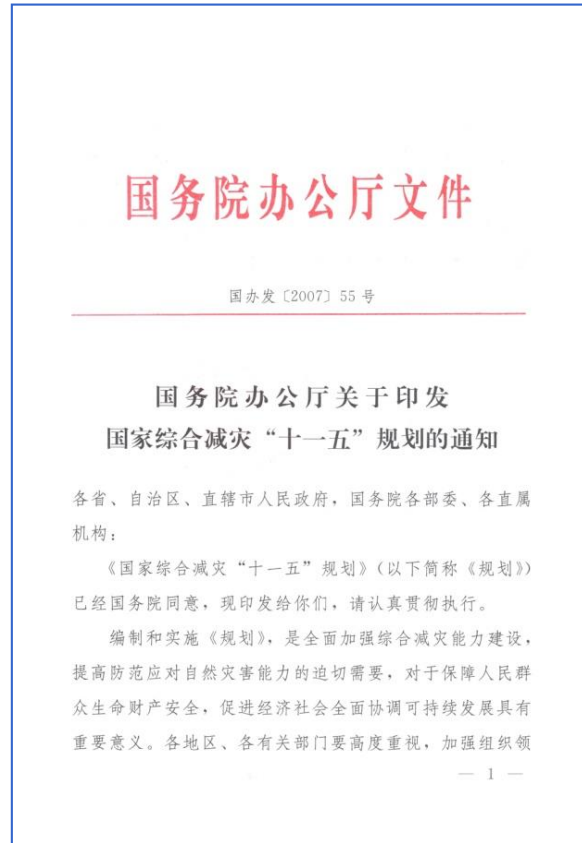 国务院办公厅文件
国办发〔2007〕55 号
国务院办公厅关于印发
国家综合减灾“十一五”规划的通知
各省、自治区、直辖市人民政府，国务院各部委、各直属
机构：
《国家综合减灾“十一五”规划》（以下简称《规划》）
已经国务院同意，现印发给你们，请认真贯彻执行。
编制和实施《规划》，是全面加强综合减灾能力建设，
提高防范应对自然灾害能力的迫切需要，对于保障人民群
众生命财产安全，促进经济社会全面协调可持续发展具有
重要意义。各地区、各有关部门要高度重视，加强组织领
— 1 —